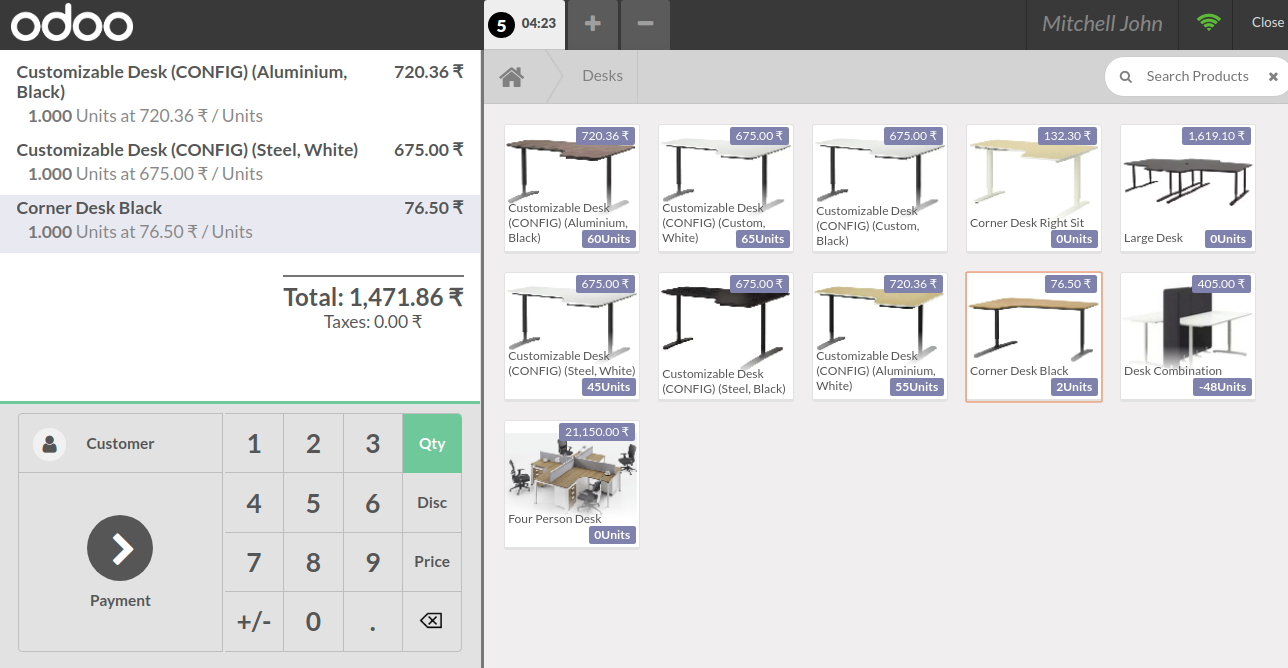 odoo
5 04:23
Mitchell John
Close
Customizable Desk (CONFIG) (Aluminium, 720.36 ₹
Black)
1.000 Units at 720.36 ₹ / Units
Customizable Desk (CONFIG) (Steel, White) 675.00 ₹
1.000 Units at 675.00 ₹ / Units
Corner Desk Black 76.50 ₹
1.000 Units at 76.50 ₹ / Units
Total: 1,471.86 ₹
Taxes: 0.00 ₹
Customer
Payment
1 2 3 Qty
4 5 6 Disc
7 8 9 Price
+/- 0 .
Desks
Search Products
720.36 ₹
Customizable Desk
(CONFIG) (Aluminium,
Black)
60Units
675.00 ₹
Customizable Desk
(CONFIG) (Custom,
White)
65Units
675.00 ₹
Customizable Desk
(CONFIG) (Custom,
Black)
132.30 ₹
Corner Desk Right Sit
0Units
1,619.10 ₹
Large Desk
0Units
675.00 ₹
Customizable Desk
(CONFIG) (Steel, White)
45Units
675.00 ₹
Customizable Desk
(CONFIG) (Steel, Black)
720.36 ₹
Customizable Desk
(CONFIG) (Aluminium,
White)
55Units
76.50 ₹
Corner Desk Black
2Units
405.00 ₹
Desk Combination
-48Units
21,150.00 ₹
Four Person Desk
0Units